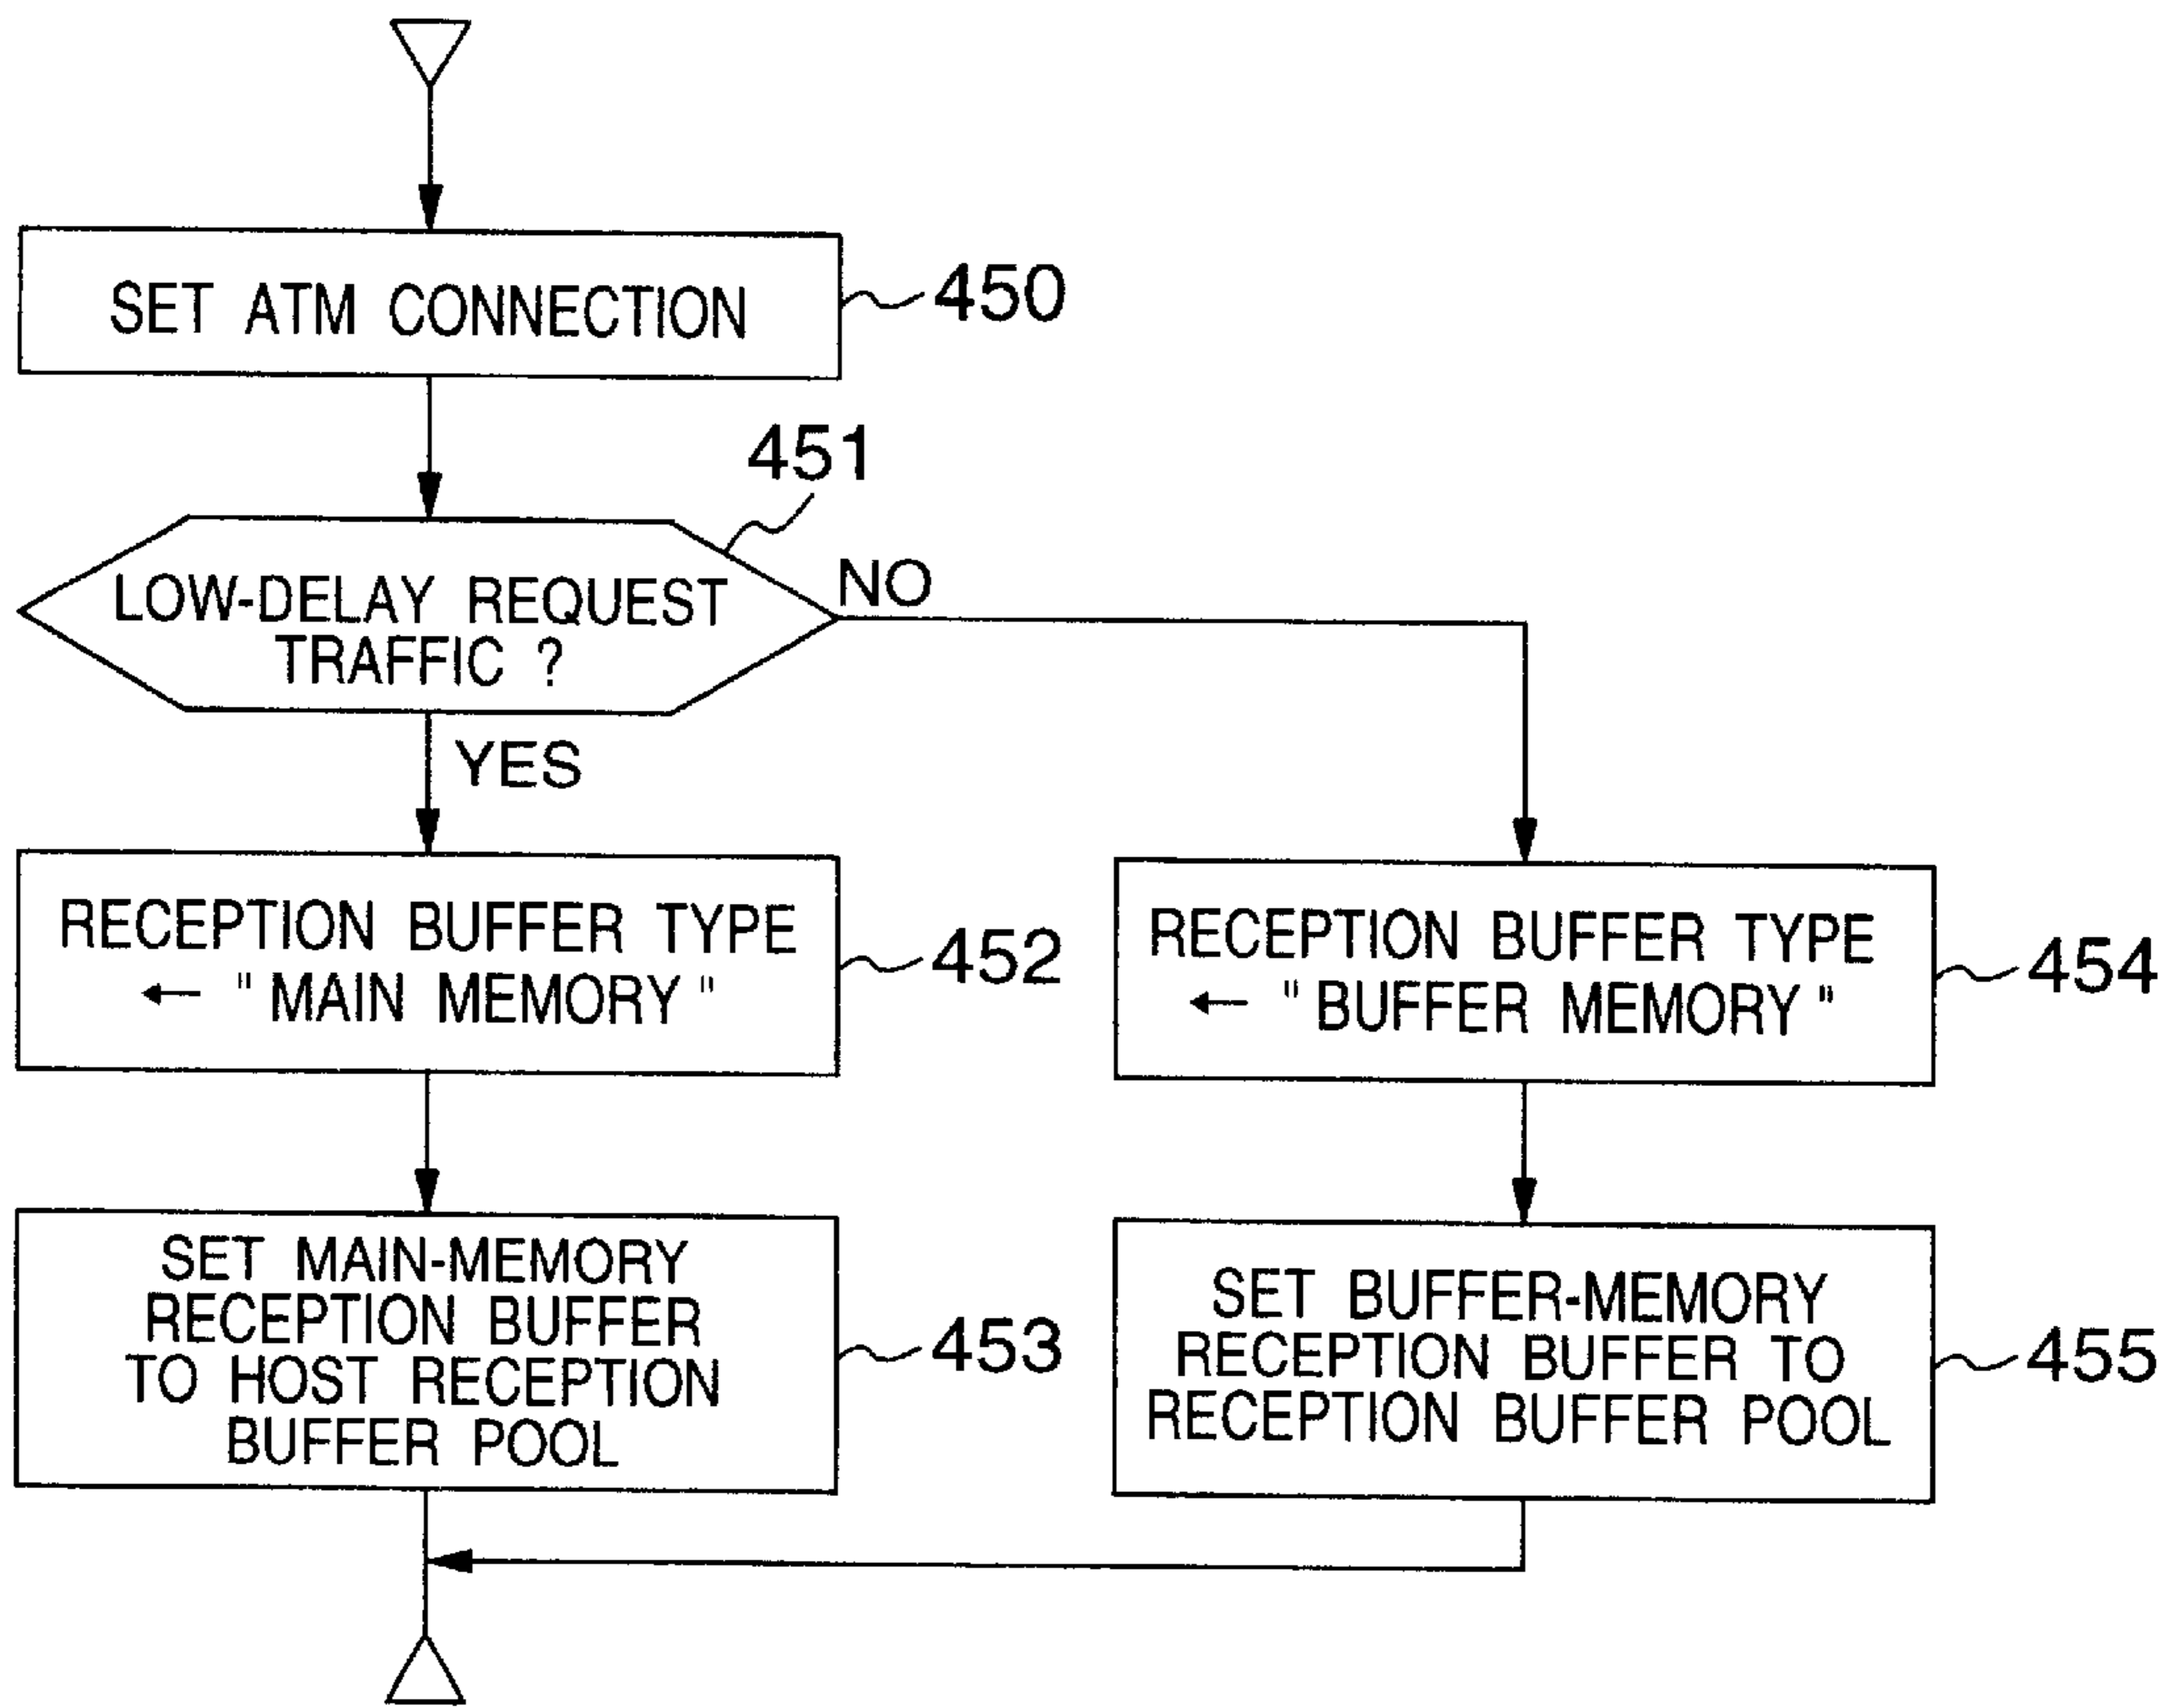 SET ATM CONNECTION
450
451
LOW-DELAY REQUEST
TRAFFIC ?
NO
YES
RECEPTION BUFFER TYPE
← "MAIN MEMORY"
452
RECEPTION BUFFER TYPE
← "BUFFER MEMORY"
454
SET MAIN-MEMORY
RECEPTION BUFFER
TO HOST RECEPTION
BUFFER POOL
453
SET BUFFER-MEMORY
RECEPTION BUFFER TO
RECEPTION BUFFER POOL
455